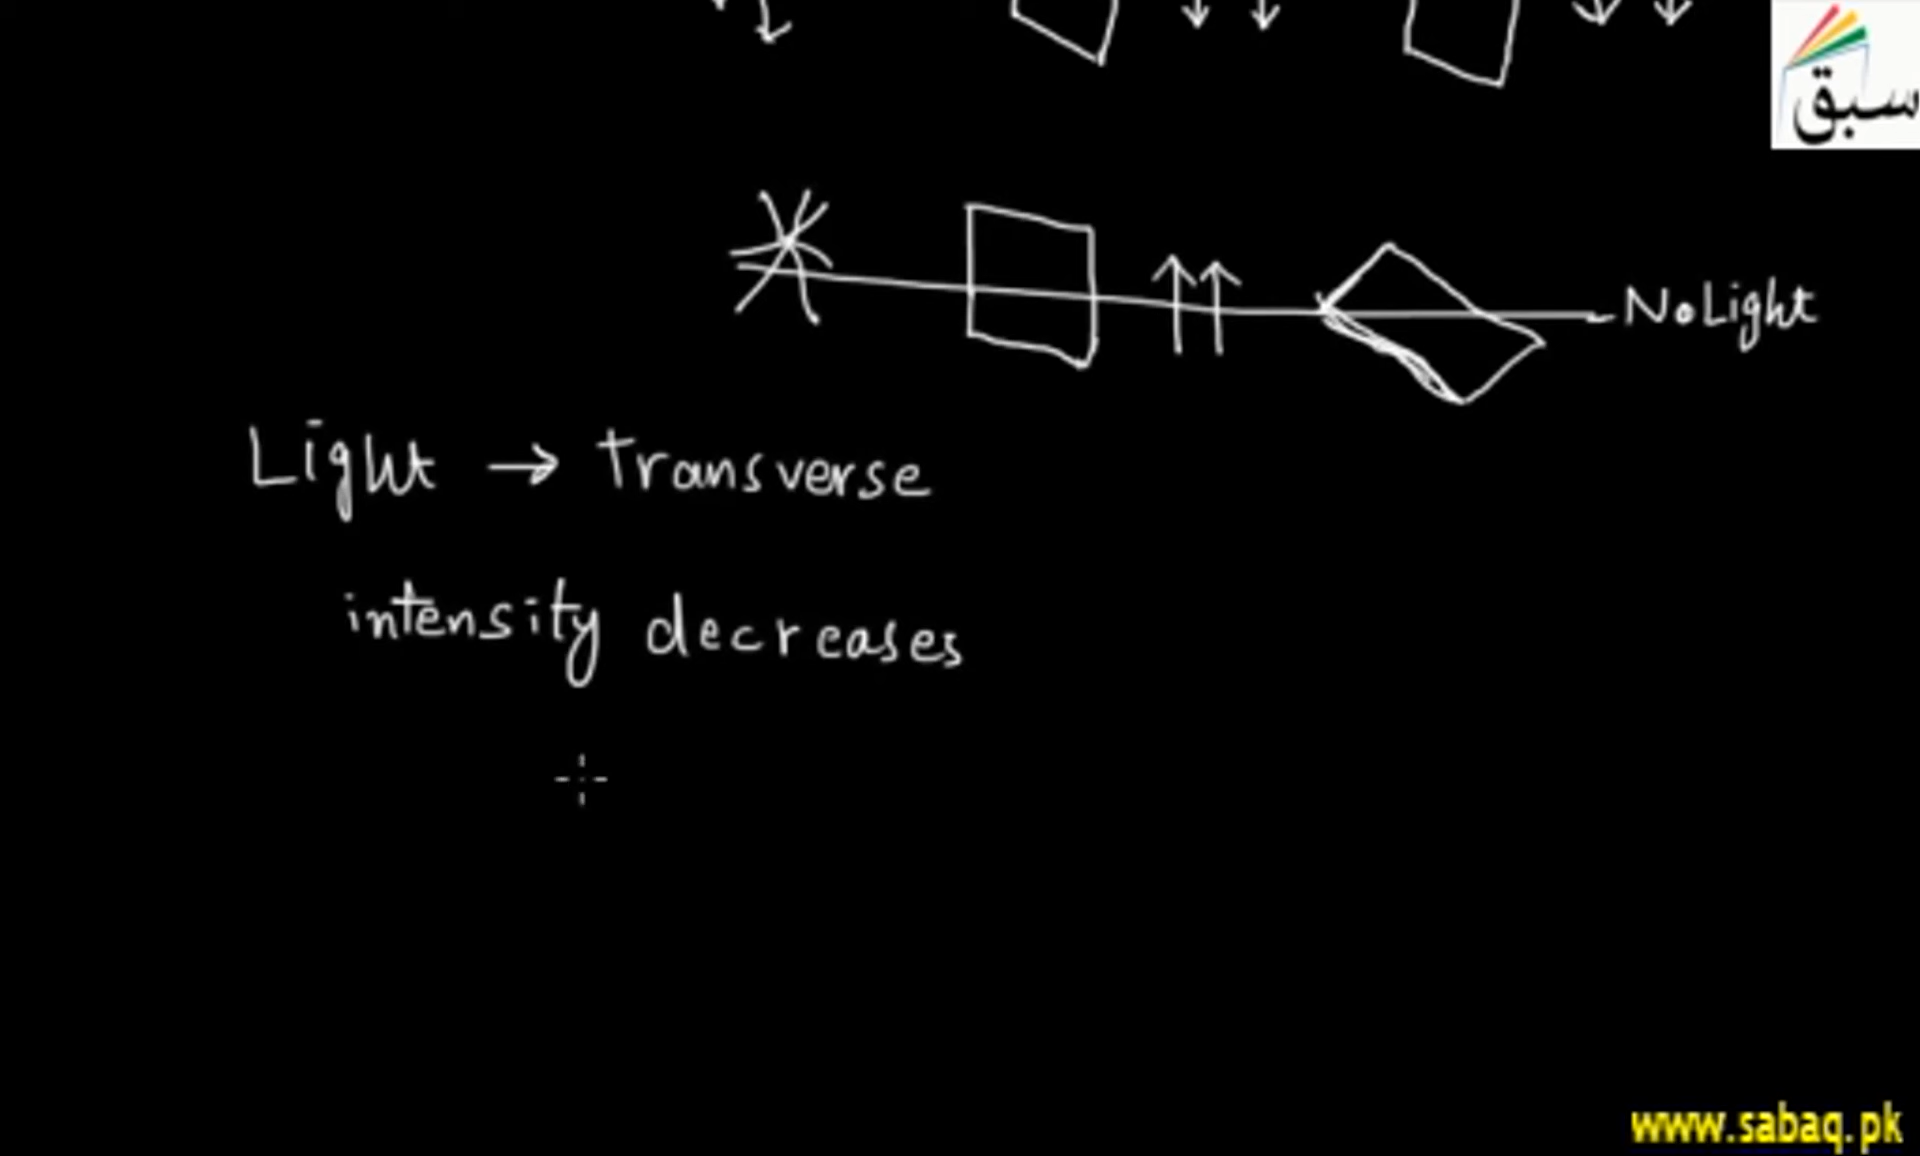 سبق
NoLight
Light → Transverse
intensity decreases
www.sabaq.pk